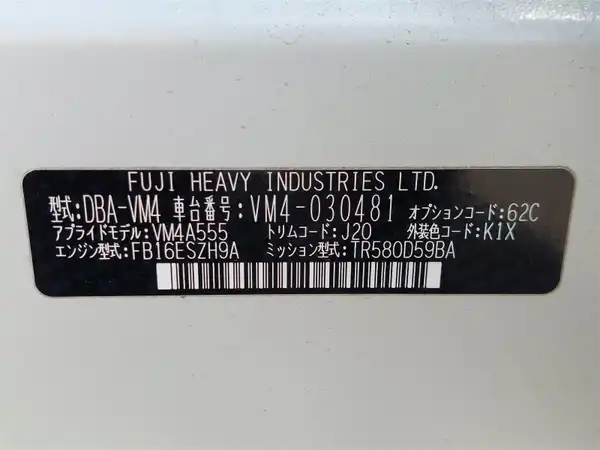 FUJI HEAVY INDUSTRIES LTD.
型式:DBA-VM4 車台番号:VM4-030481 オプションコード:62C
アプライドモデル:VM4A555 トリムコード:J20 外装色コード:K1X
エンジン型式:FB16ESZH9A ミッション型式:TR580D59BA